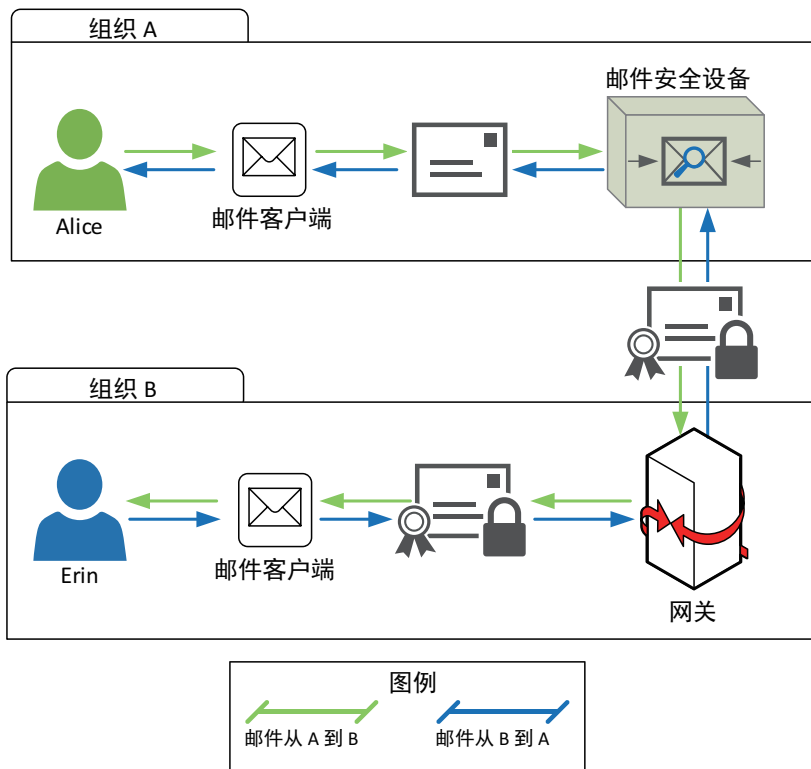 组织 A
邮件安全设备
Alice
邮件客户端
组织 B
Erin
邮件客户端
网关
图例
邮件从 A 到 B
邮件从 B 到 A